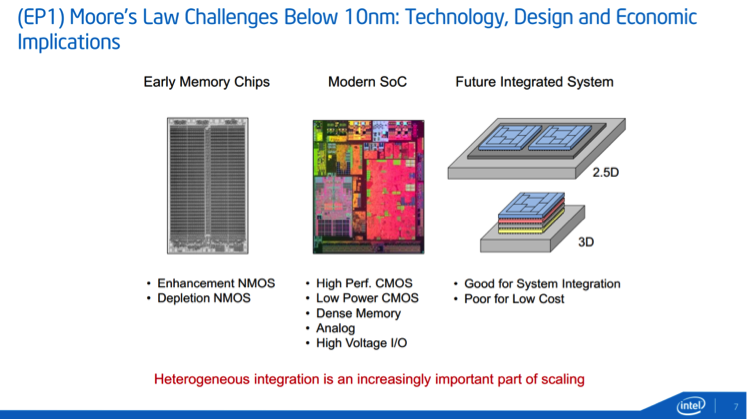 (EP1) Moore's Law Challenges Below 10nm: Technology, Design and Economic
Implications
Early Memory Chips
Modern SoC
Future Integrated System
2.5D
3D
• Enhancement NMOS
• Depletion NMOS
• High Perf. CMOS
• Low Power CMOS
• Dense Memory
• Analog
• High Voltage I/O
• Good for System Integration
• Poor for Low Cost
Heterogeneous integration is an increasingly important part of scaling
intel
7